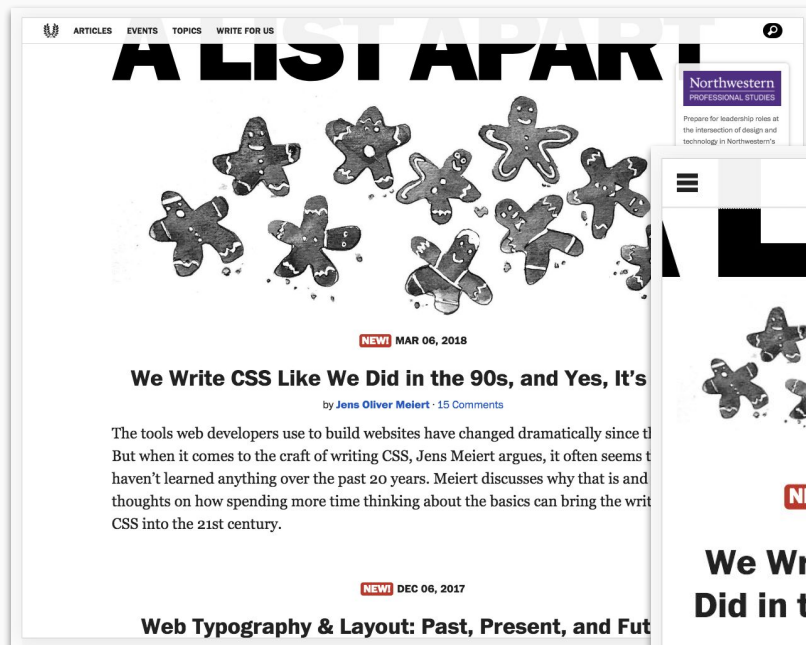 ARTICLES EVENTS TOPICS WRITE FOR US
A LIST APART
Northwestern
PROFESSIONAL STUDIES
Prepare for leadership roles at
the intersection of design and
technology in Northwestern's
NEW! MAR 06, 2018
We Write CSS Like We Did in the 90s, and Yes, It's
by Jens Oliver Meiert · 15 Comments
The tools web developers use to build websites have changed dramatically since
But when it comes to the craft of writing CSS, Jens Meiert argues, it often seems
haven't learned anything over the past 20 years. Meiert discusses why that is and
thoughts on how spending more time thinking about the basics can bring the
CSS into the 21st century.
NEW! DEC 06, 2017
Web Typography & Layout: Past, Present, and
We
Did in